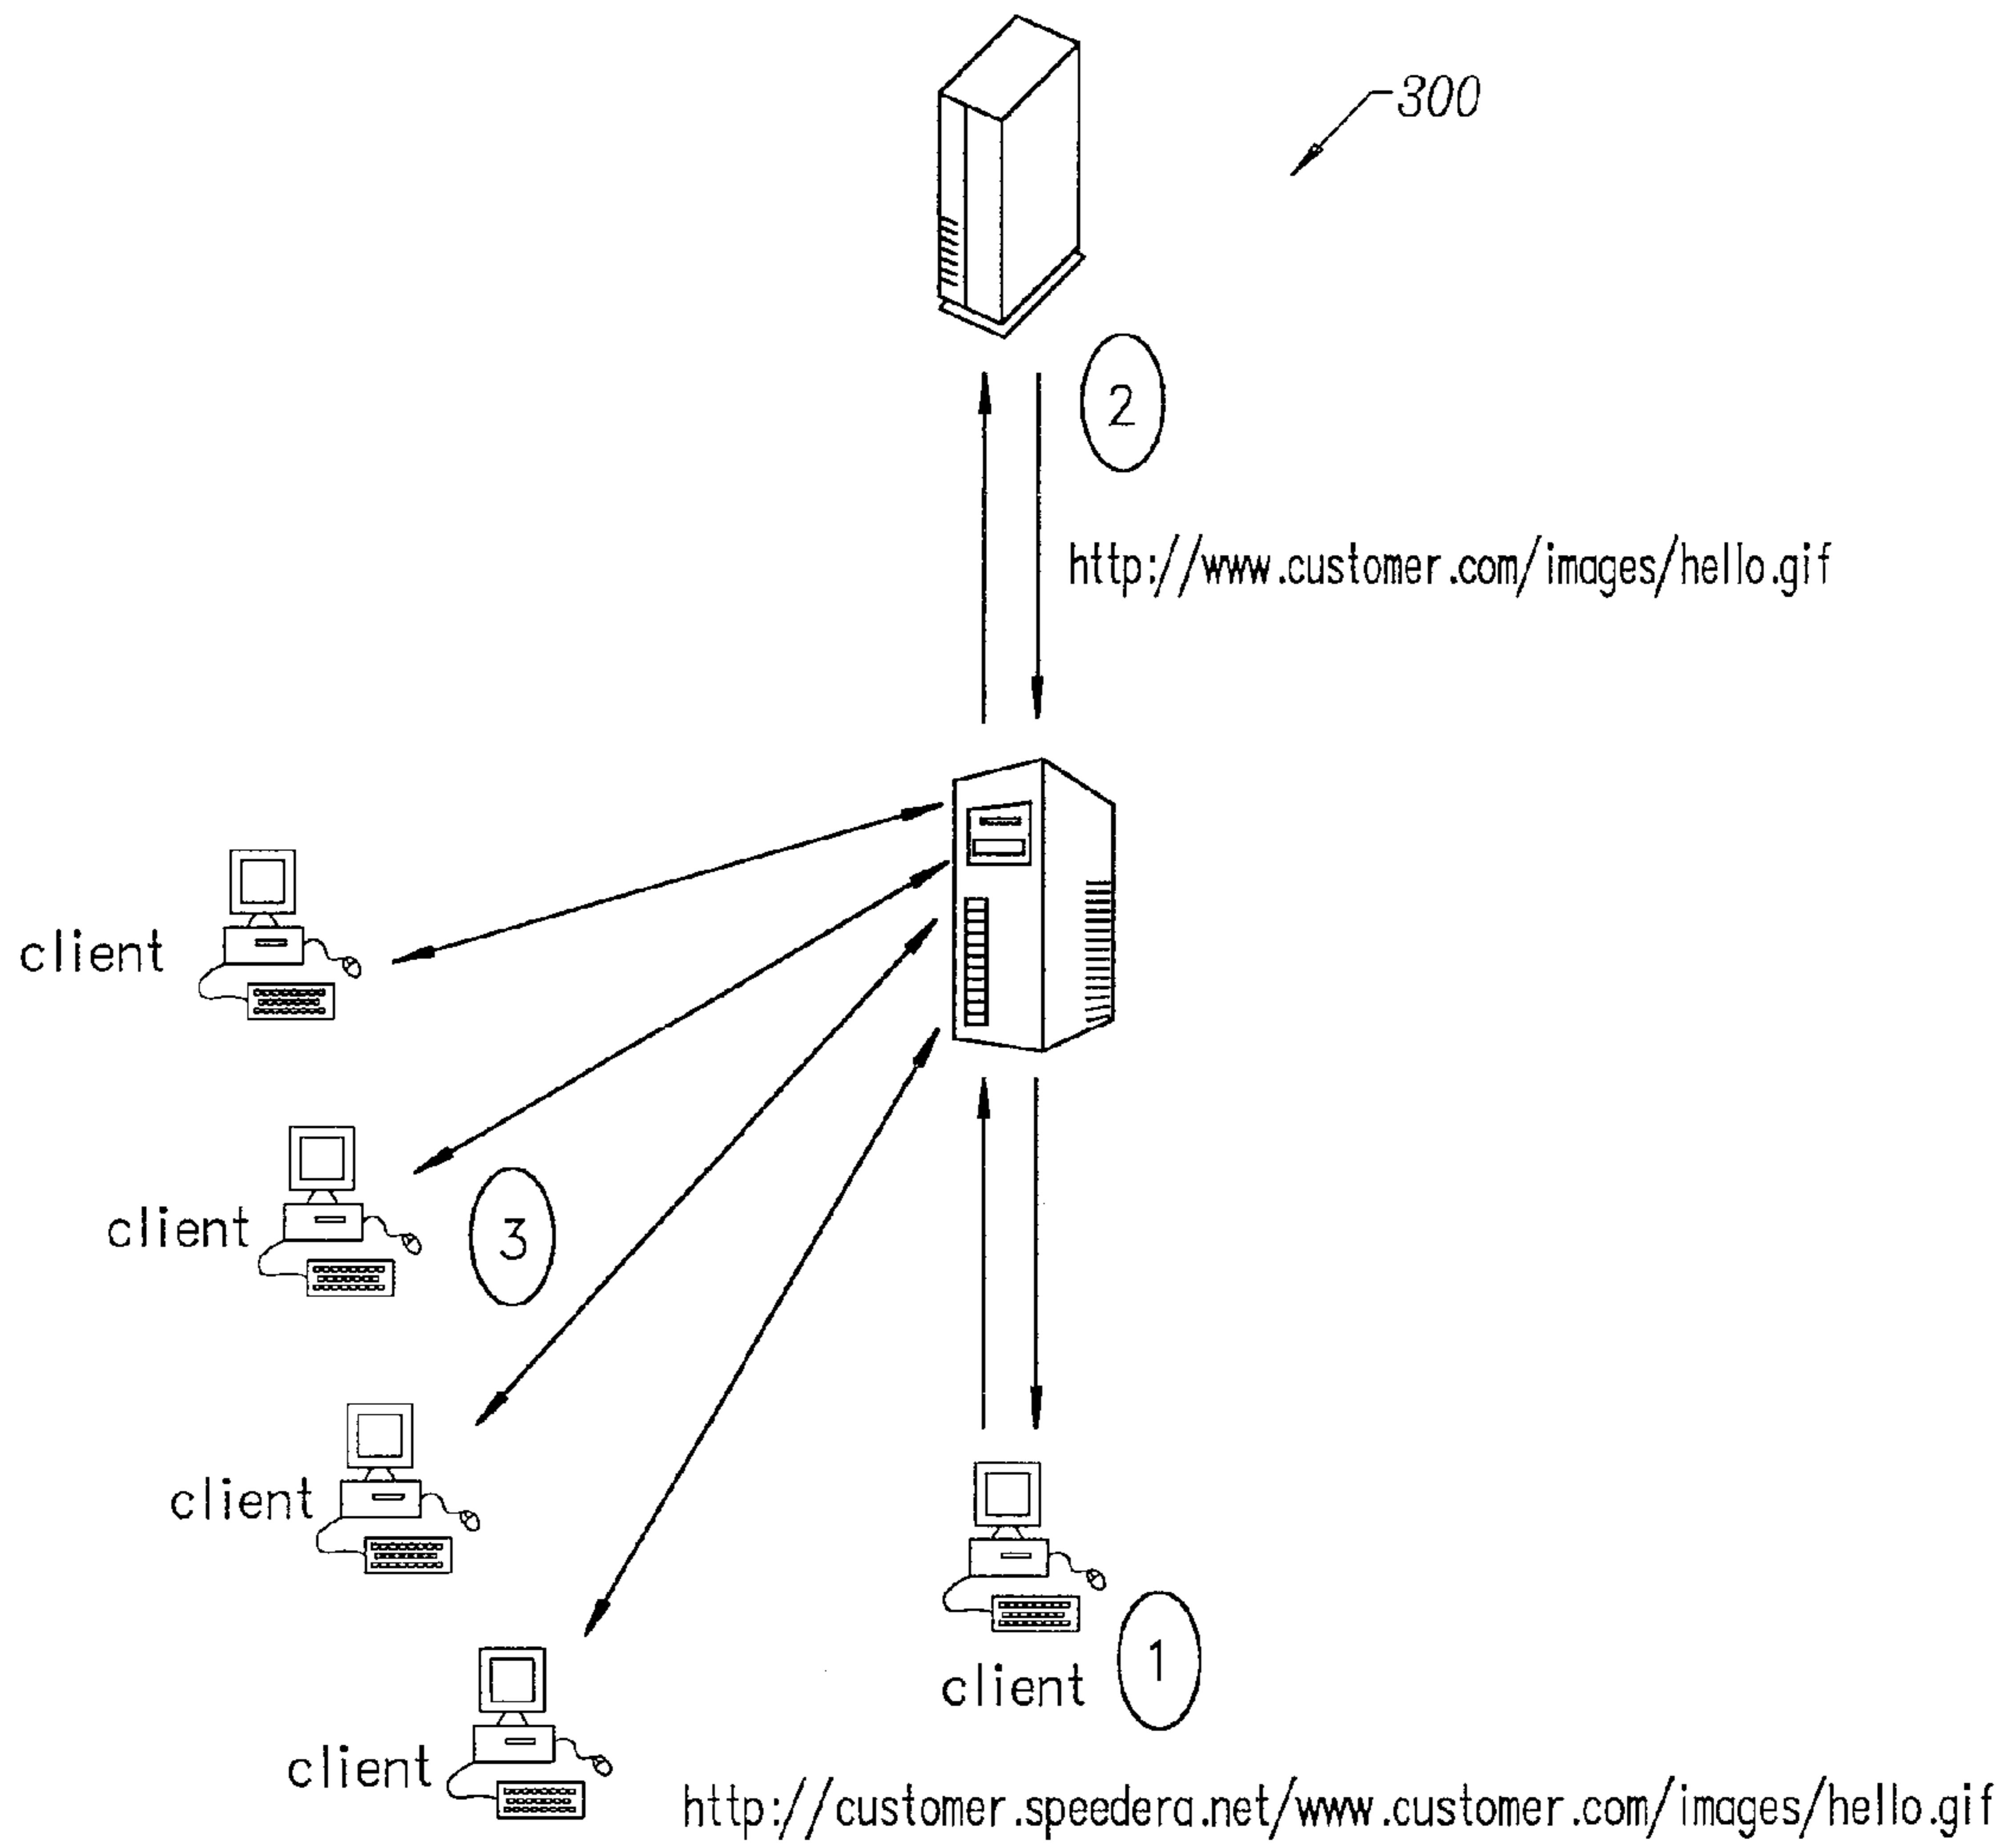 300
2
http://www.customer.com/images/hello.gif
client
client
3
client
client
client
1
http://customer.speedera.net/www.customer.com/images/hello.gif